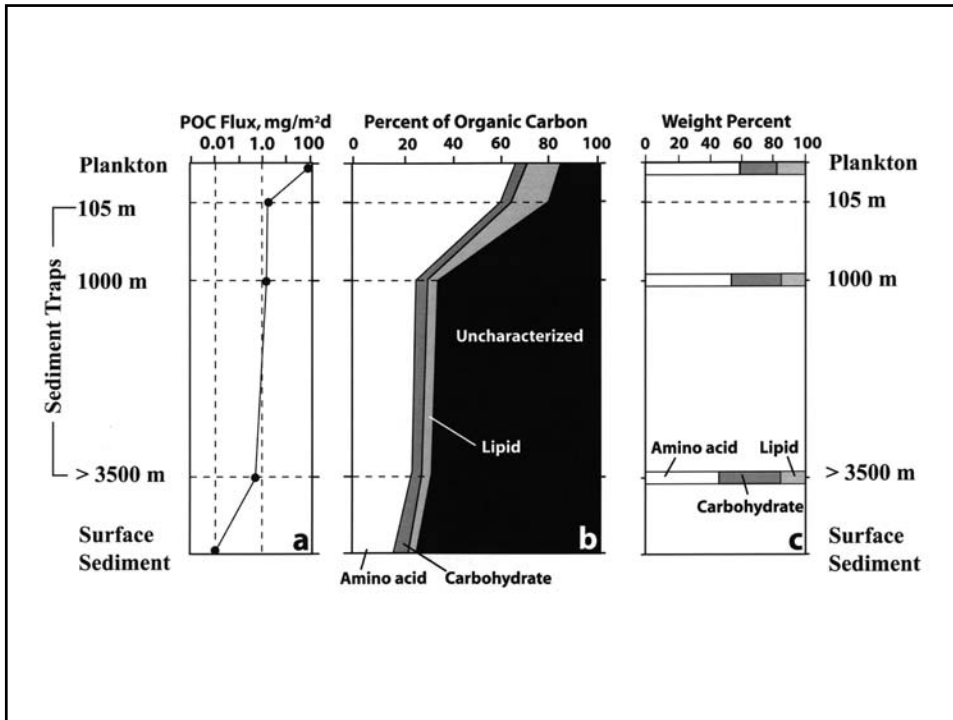 POC Flux, mg/m²d
0.01 1.0 100
Percent of Organic Carbon
20 40 60 80 100
Weight Percent
0 20 40 60 80 100
Plankton
105 m
1000 m
> 3500 m
Surface
Sediment
Sediment Traps
a
Uncharacterized
Lipid
b
Amino acid
Carbohydrate
Amino acid
Lipid
Carbohydrate
c
Plankton
105 m
1000 m
> 3500 m
Surface
Sediment